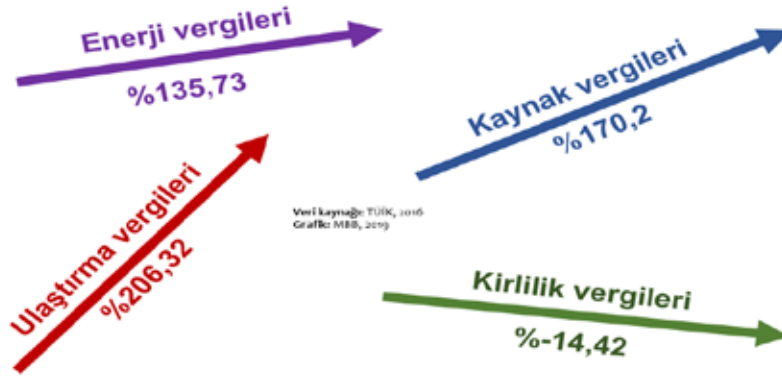 Enerji vergileri
%135,73
Kaynak vergileri
%170,2
Ulaştırma vergileri
%206,32
Veri kaynağı: TÜİK, 2016
Grafik: MBB, 2019
Kirlilik vergileri
%-14,42